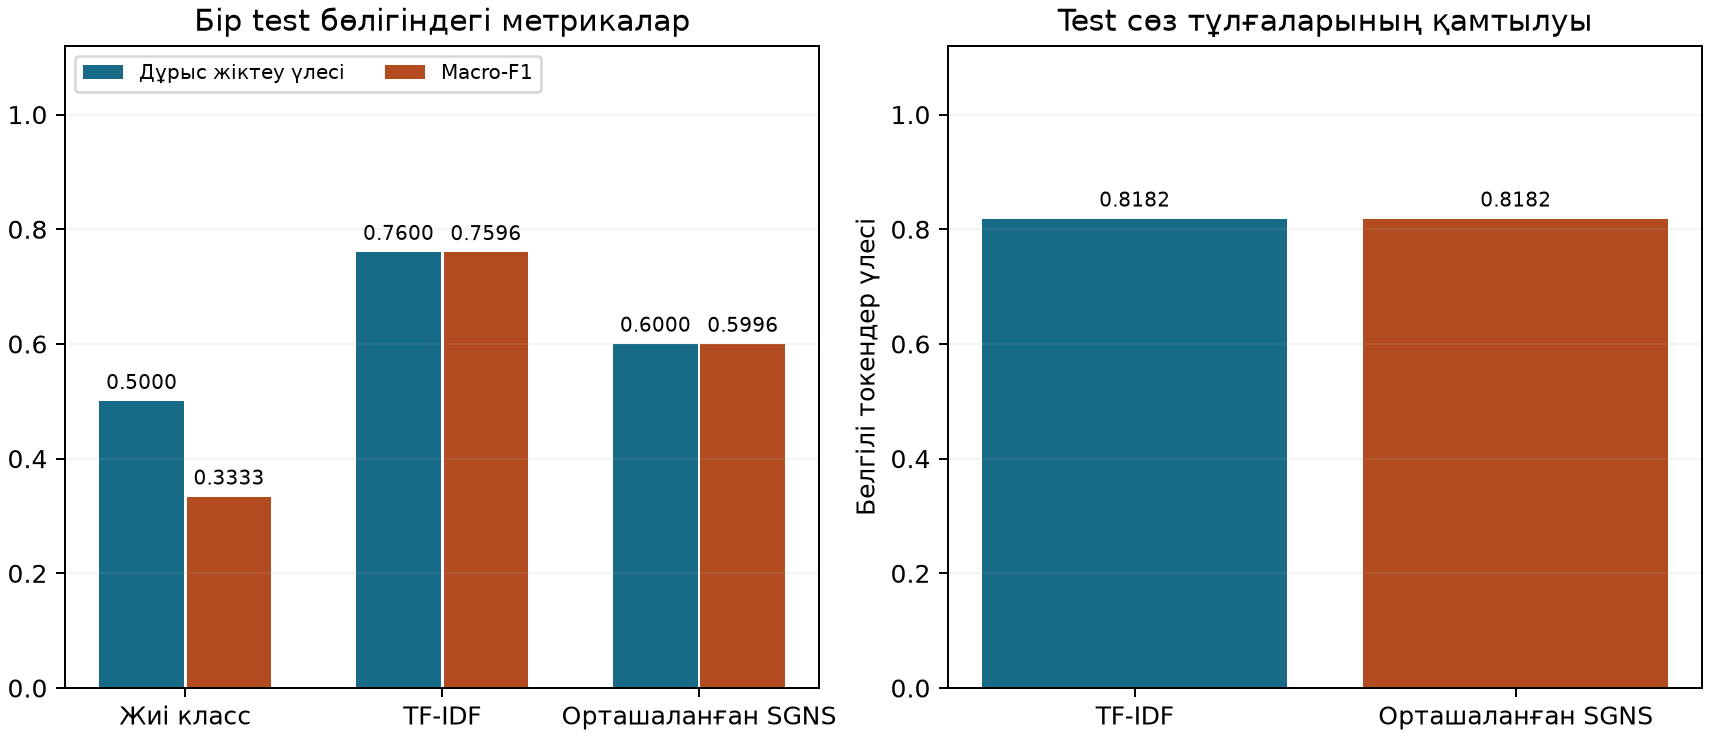 Бір test бөлігіндегі метрикалар
Дұрыс жіктеу үлесі
Macro-F1
1.0
0.8
0.6
0.4
0.2
0.0
0.5000
0.3333
0.7600
0.7596
0.6000
0.5996
Жиі класс
TF-IDF
Орташаланған SGNS
Test сөз тұлғаларының қамтылуы
Белгілі токендер үлесі
1.0
0.8
0.6
0.4
0.2
0.0
0.8182
0.8182
TF-IDF
Орташаланған SGNS